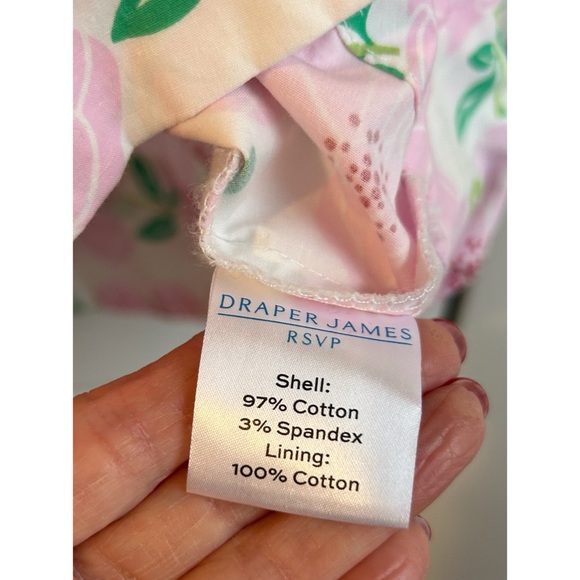 DRAPER JAMES
RSVP
Shell:
97% Cotton
3% Spandex
Lining:
100% Cotton